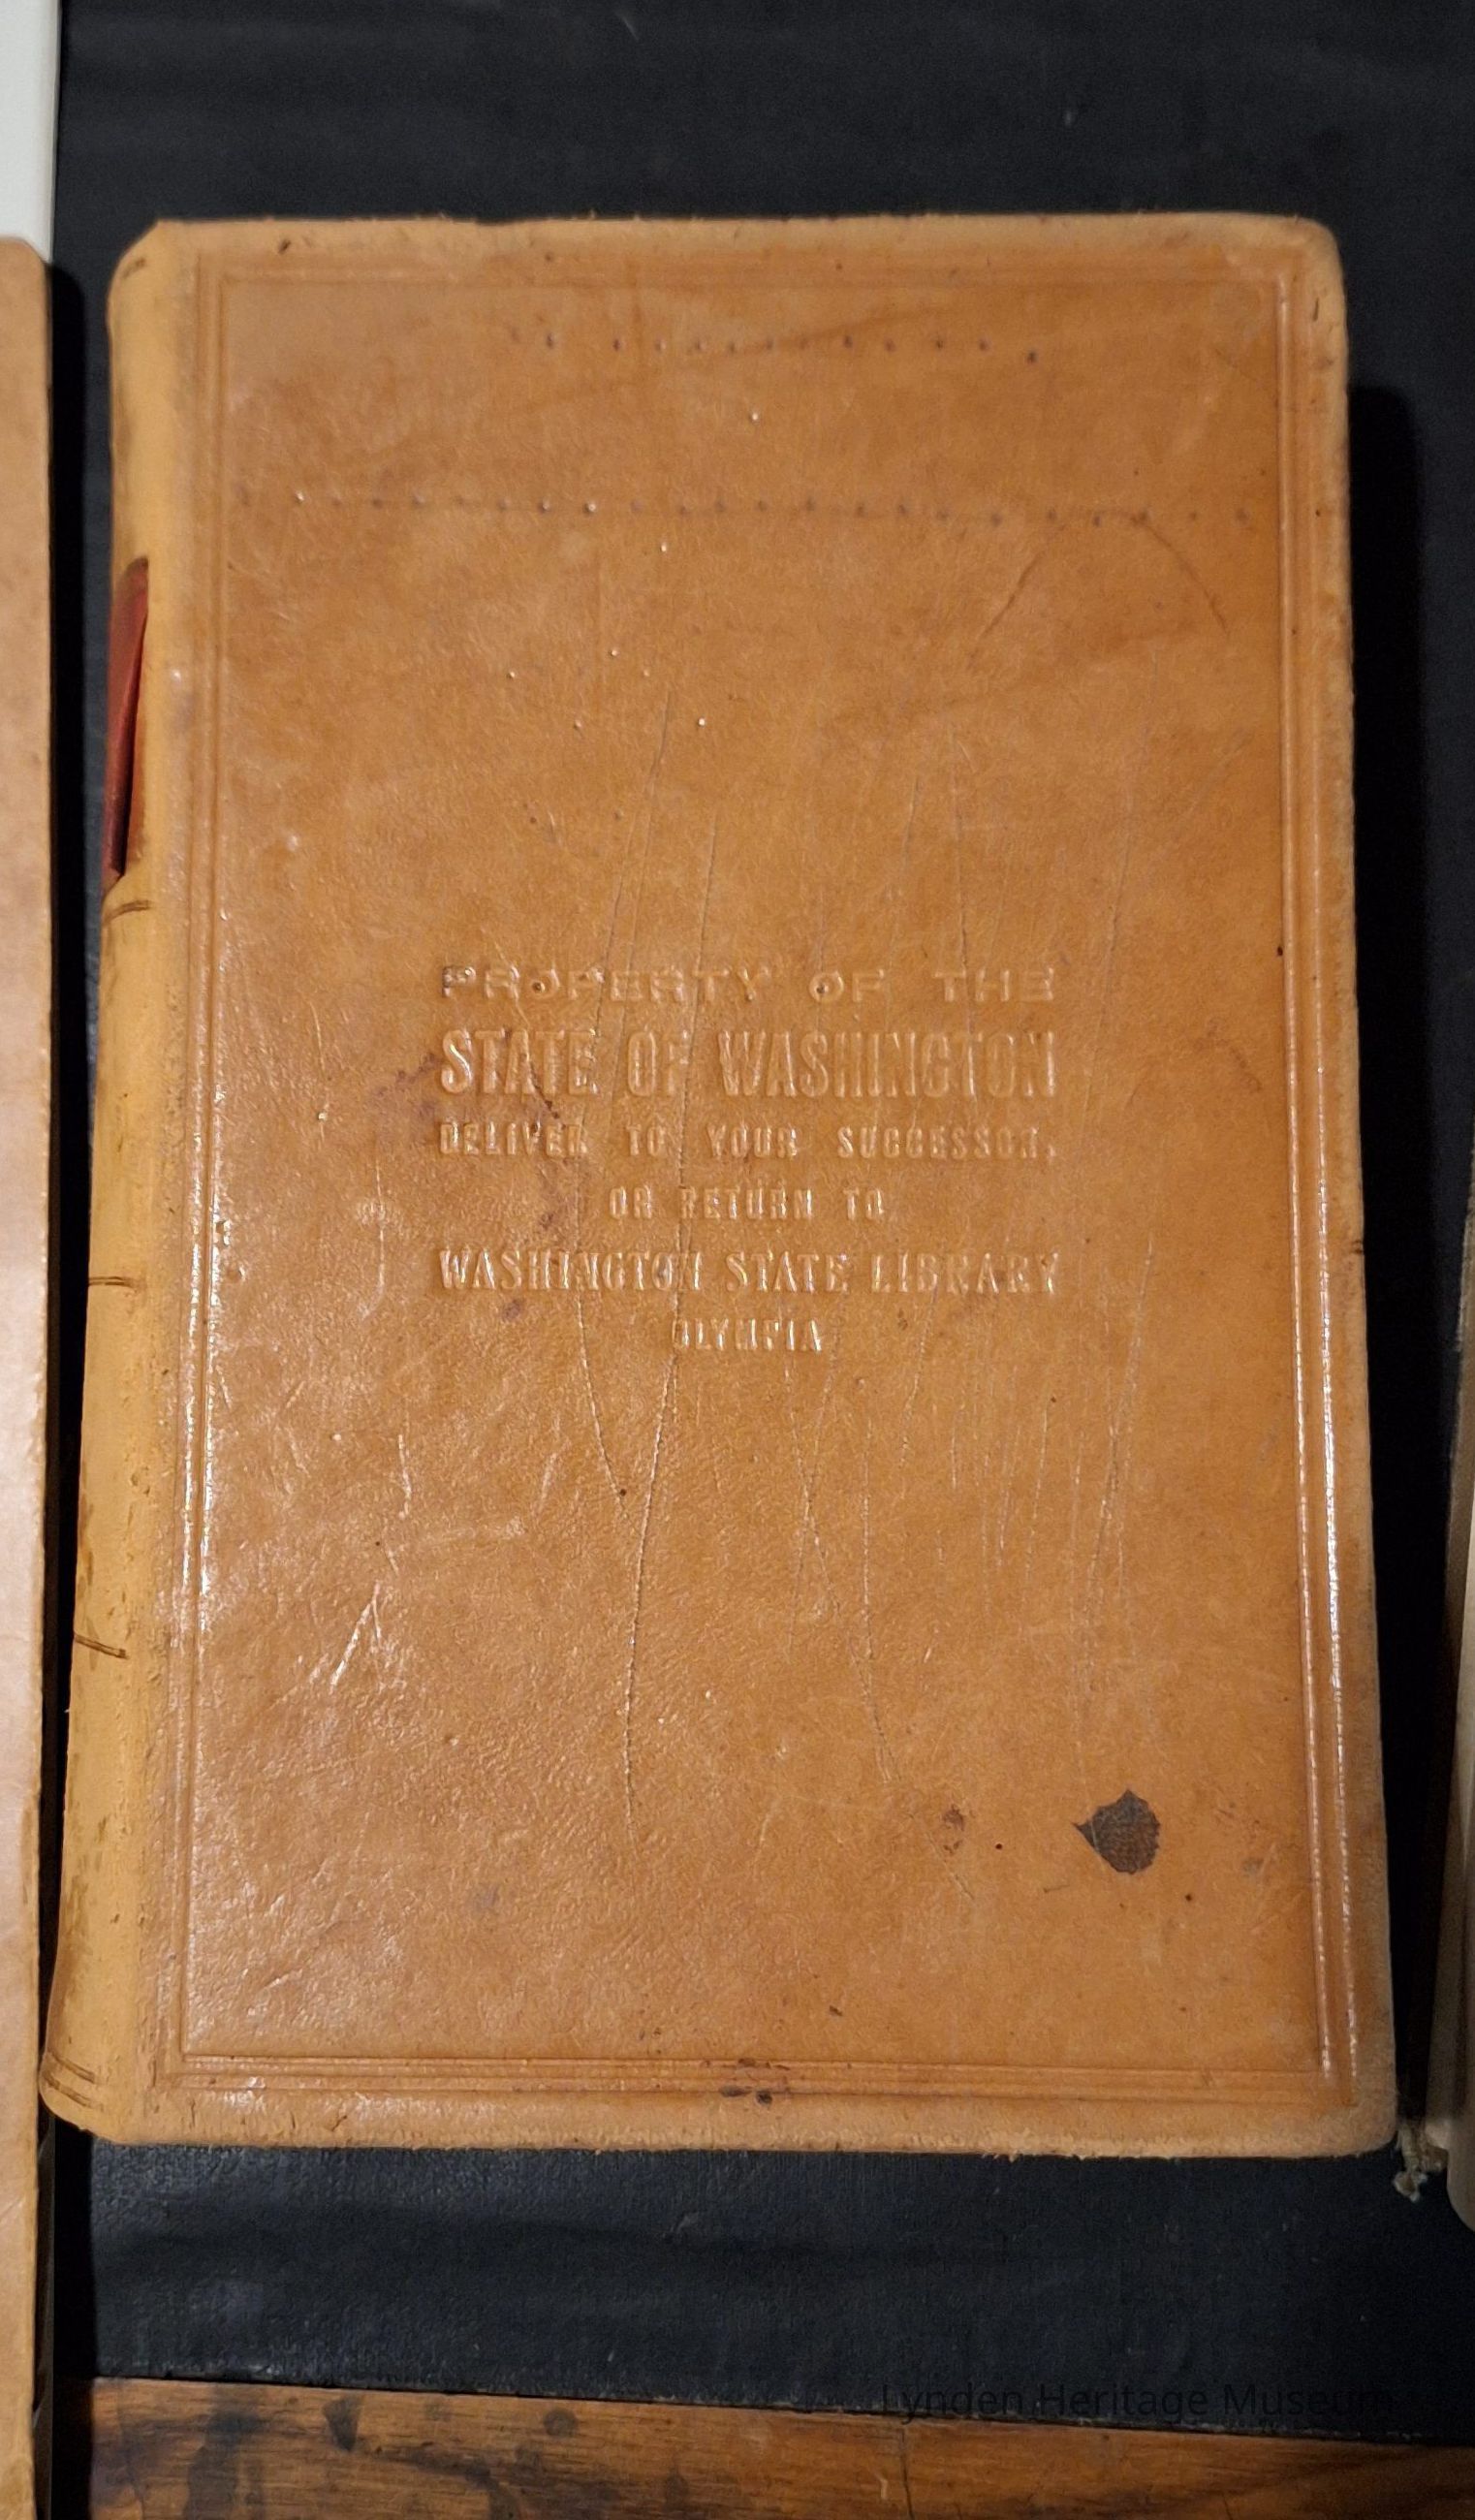 PROPERTY OF THE
STATE OF WASHINGTON
DELIVER TO YOUR SUCCESSOR,
OR RETURN TO
WASHINGTON STATE LIBRARY
OLYMPIA
Lynden Heritage Museum